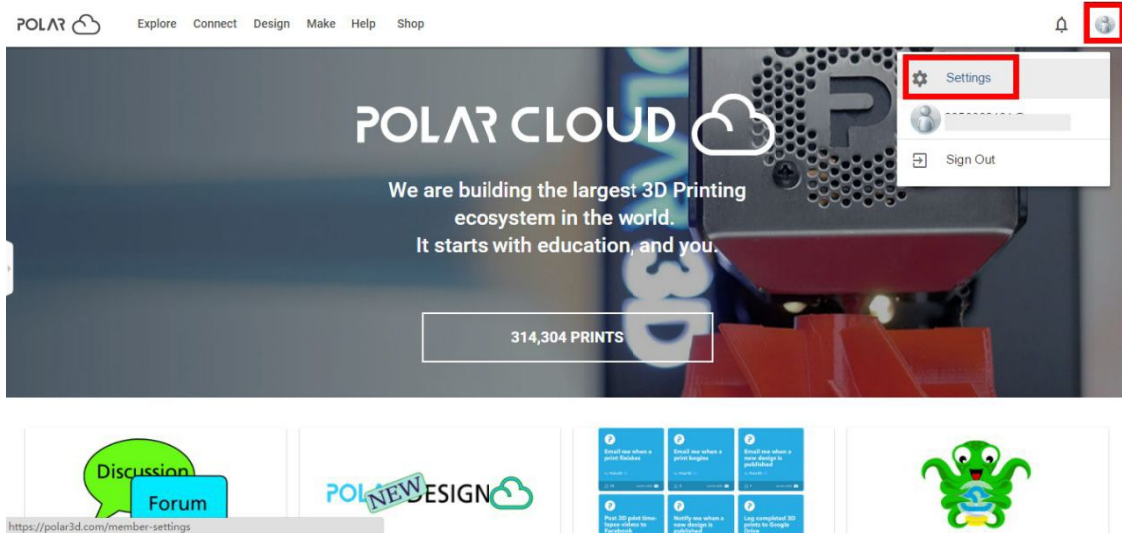 POLAR
Explore Connect Design Make Help Shop
Settings
Sign Out
POLAR CLOUD
P
We are building the largest 3D Printing
ecosystem in the world.
It starts with education, and you.
314,304 PRINTS
Discussion
Forum
NEW
DESIGN
Email me when a
print finishes
Email me when a
print begins
Email me when a
new design is
published
Post 3D print time-
lapse videos to
Facebook
Notify me when a
new design is
published
Log completed 3D
prints to Google
Drive
https://polar3d.com/member-settings